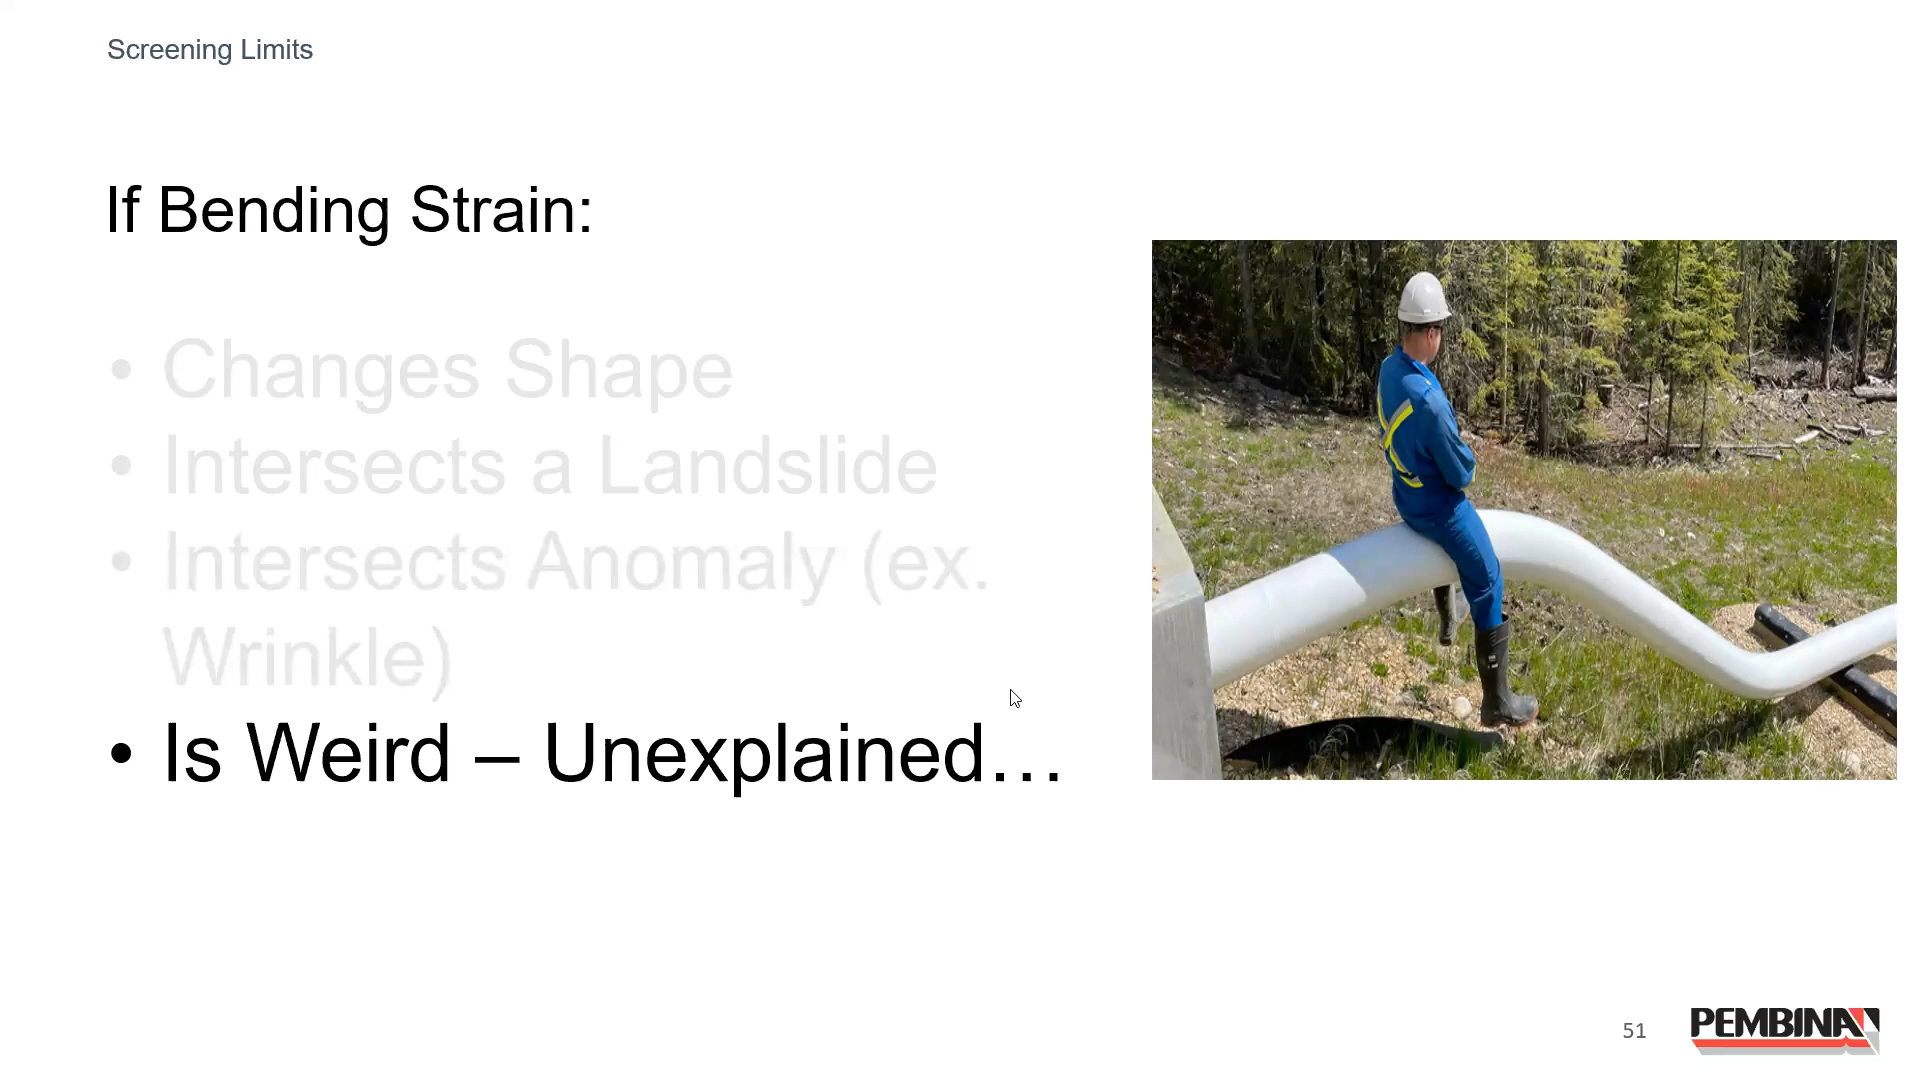 Screening Limits
If Bending Strain:
• Changes Shape
• Intersects a Landslide
• Intersects Anomaly (ex.
Wrinkle)
• Is Weird – Unexplained…
51
PEMBINA